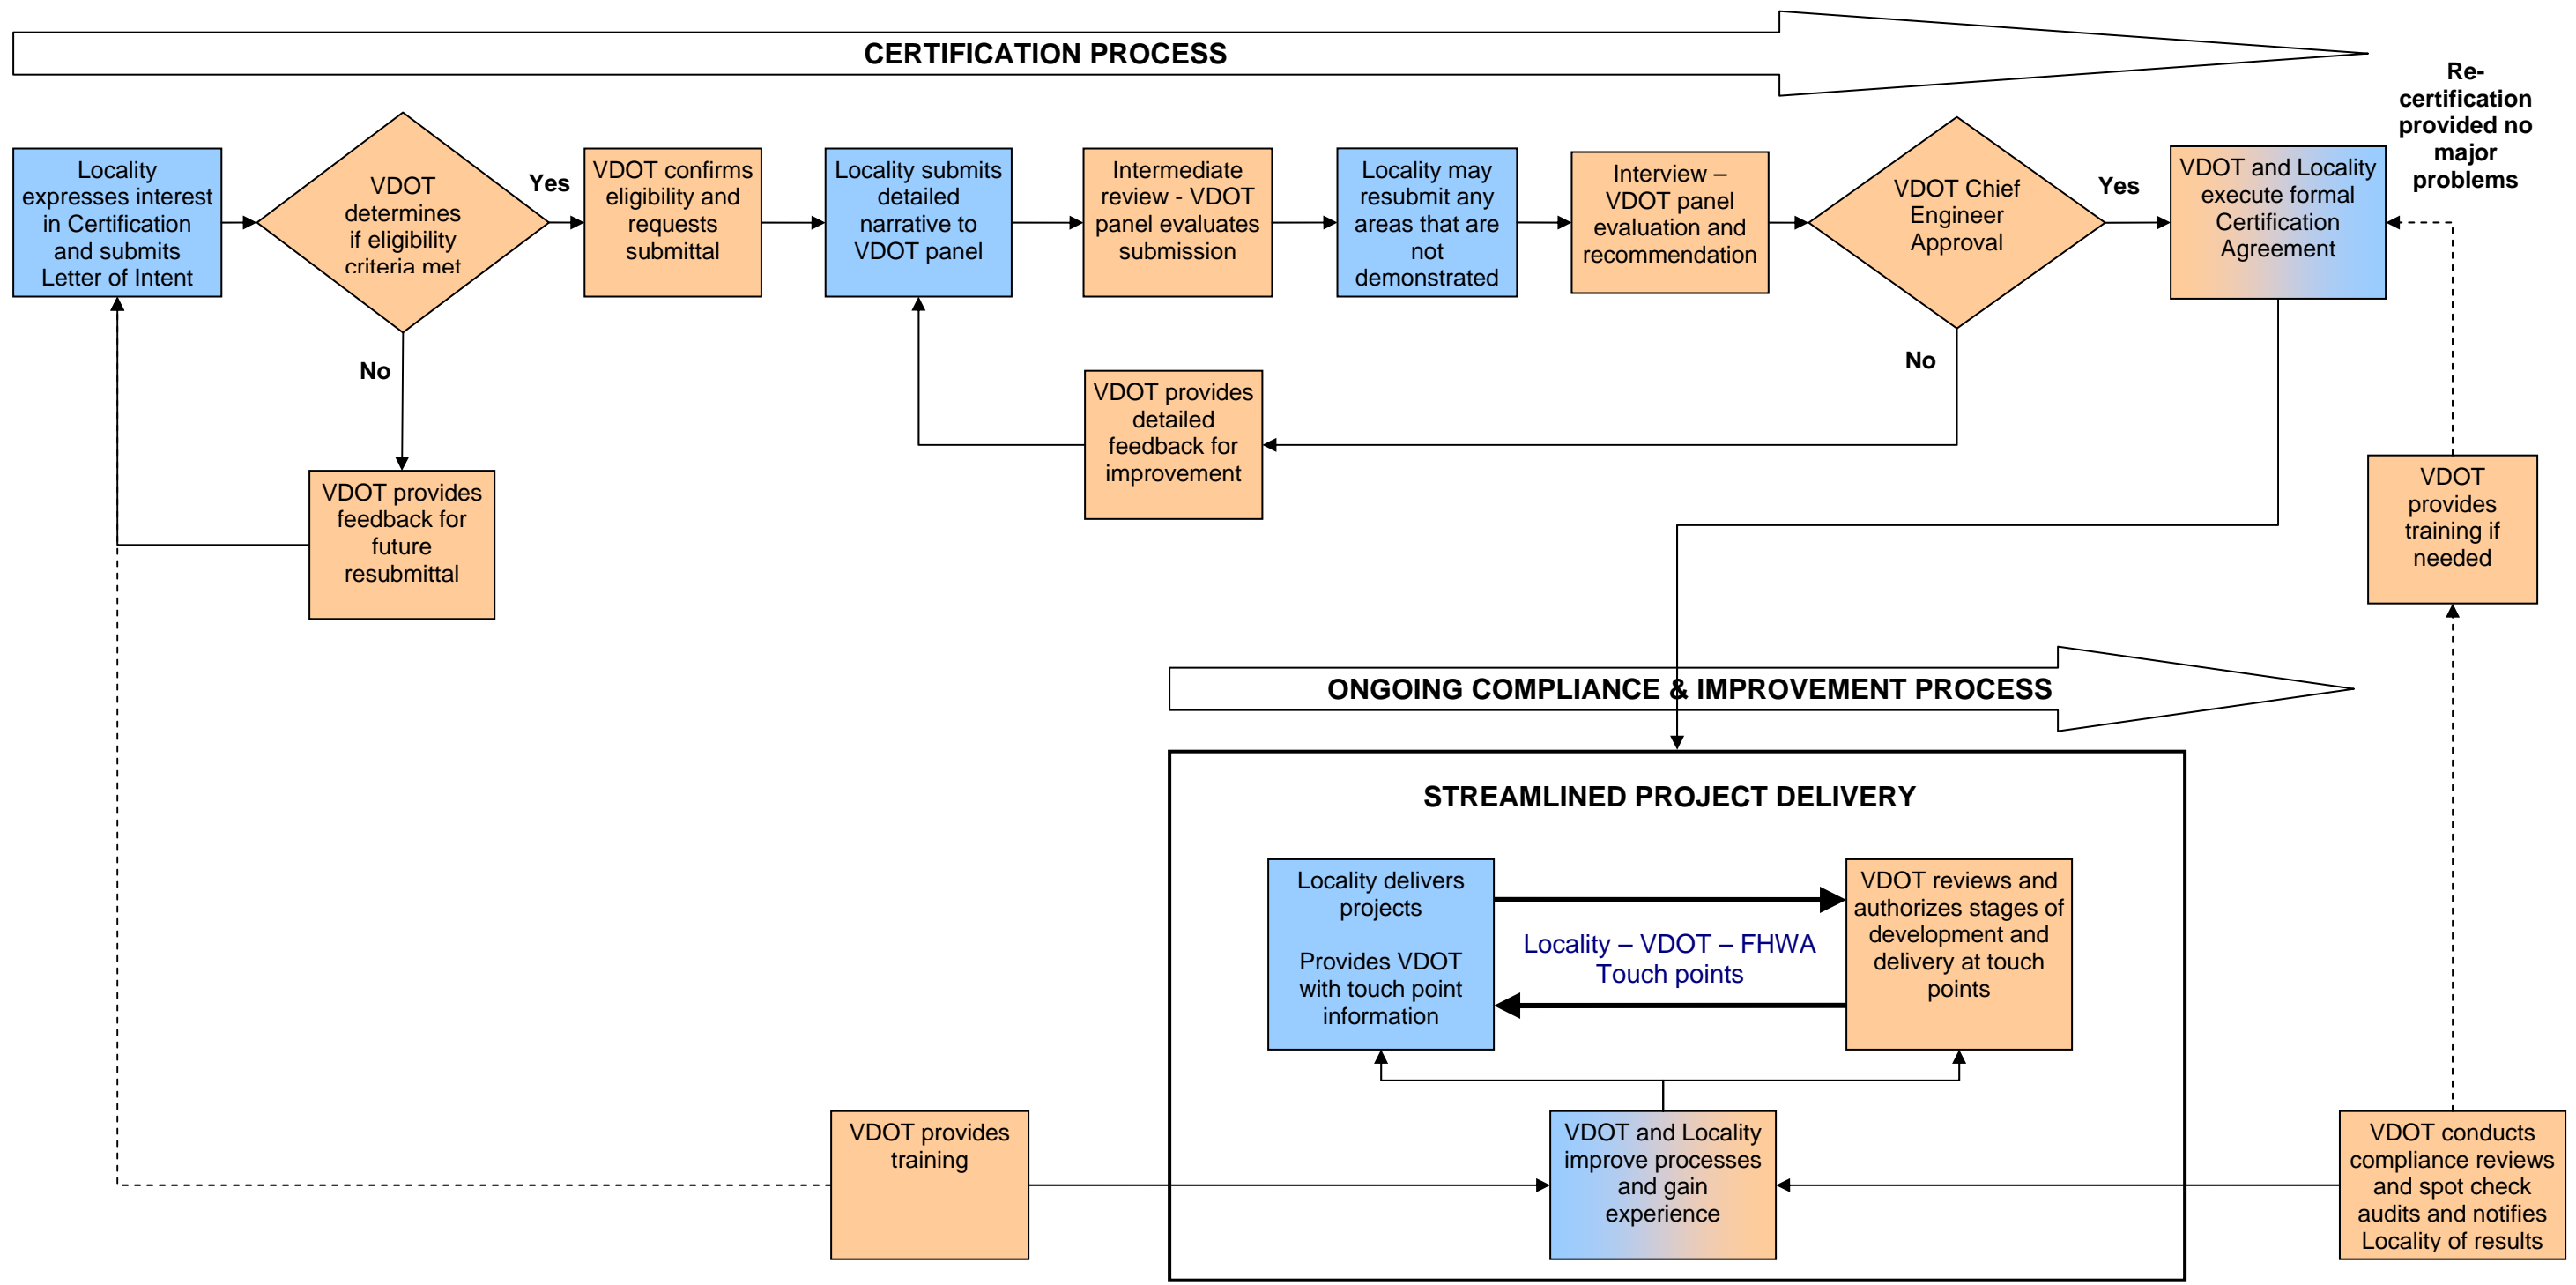 CERTIFICATION PROCESS
Re-
certification
provided no
major
problems
Locality
expresses interest
in Certification
and submits
Letter of Intent
VDOT
determines
if eligibility
criteria met
Yes
VDOT confirms
eligibility and
requests
submittal
Locality submits
detailed
narrative to
VDOT panel
Intermediate
review - VDOT
panel evaluates
submission
Locality may
resubmit any
areas that are
not
demonstrated
Interview –
VDOT panel
evaluation and
recommendation
VDOT Chief
Engineer
Approval
Yes
VDOT and Locality
execute formal
Certification
Agreement
No
No
VDOT provides
feedback for
future
resubmittal
VDOT provides
detailed
feedback for
improvement
VDOT
provides
training if
needed
ONGOING COMPLIANCE & IMPROVEMENT PROCESS
STREAMLINED PROJECT DELIVERY
Locality delivers
projects
Provides VDOT
with touch point
information
Locality – VDOT – FHWA
Touch points
VDOT reviews and
authorizes stages of
development and
delivery at touch
points
VDOT provides
training
VDOT and Locality
improve processes
and gain
experience
VDOT conducts
compliance reviews
and spot check
audits and notifies
Locality of results